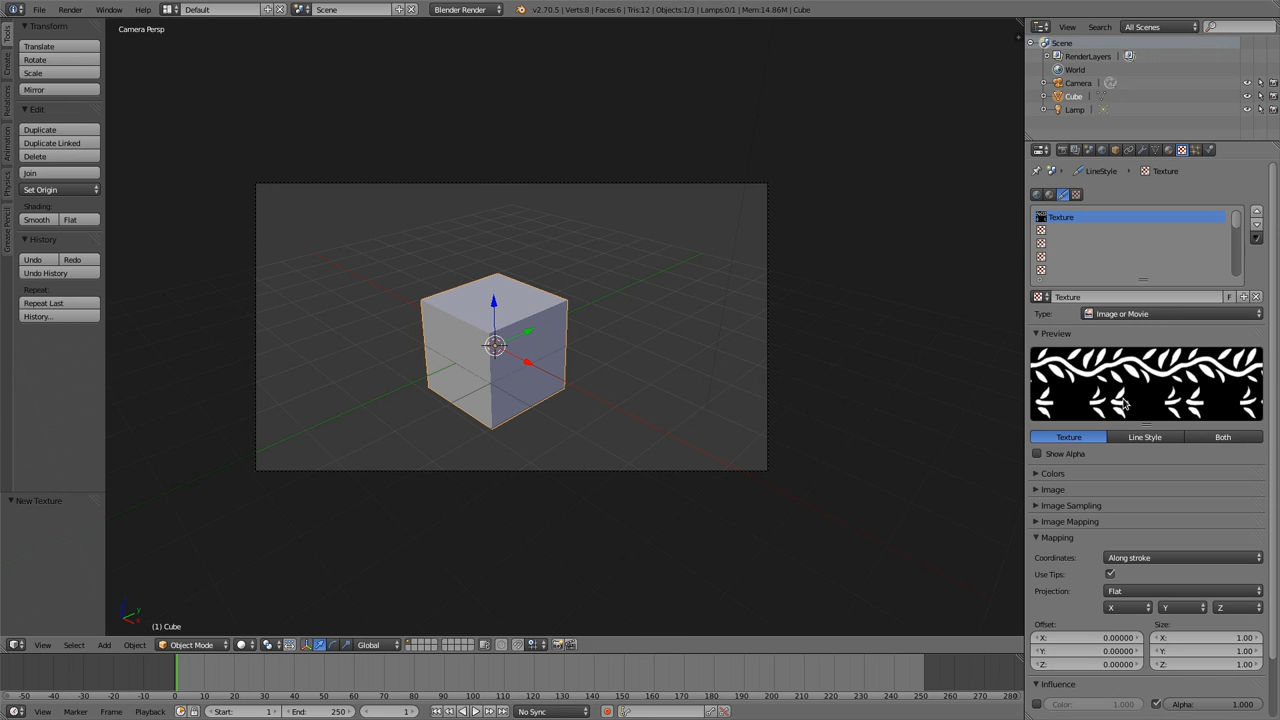 File Render Window Help Default Scene Blender Render v2.70.5 | Verts:8 | Faces:6 | Tris:12 | Objects:1/3 | Lamps:0/1 | Mem:14.86M | Cube
Tools
Create
Relations
Animation
Physics
Grease Pencil
Transform
Translate
Rotate
Scale
Mirror
Edit
Duplicate
Duplicate Linked
Delete
Join
Set Origin
Shading:
Smooth Flat
History
Undo Redo
Undo History
Repeat:
Repeat Last
History...
New Texture
Camera Persp
(1) Cube
View Select Add Object Object Mode Global
-50 -40 -30 -20 -10 0 10 20 30 40 50 60 70 80 90 100 110 120 130 140 150 160 170 180 190 200 210 220 230 240 250 260 270 280
View Marker Frame Playback Start: 1 End: 250 1 No Sync
View Search All Scenes
Scene
RenderLayers
World
Camera
Cube
Lamp
LineStyle Texture
Texture
Texture F
Type: Image or Movie
Preview
Texture Line Style Both
Show Alpha
Colors
Image
Image Sampling
Image Mapping
Mapping
Coordinates: Along stroke
Use Tips:
Projection: Flat
X Y Z
Offset: Size:
X: 0.00000 X: 1.00
Y: 0.00000 Y: 1.00
Z: 0.00000 Z: 1.00
Influence
Color: 1.000 Alpha: 1.000